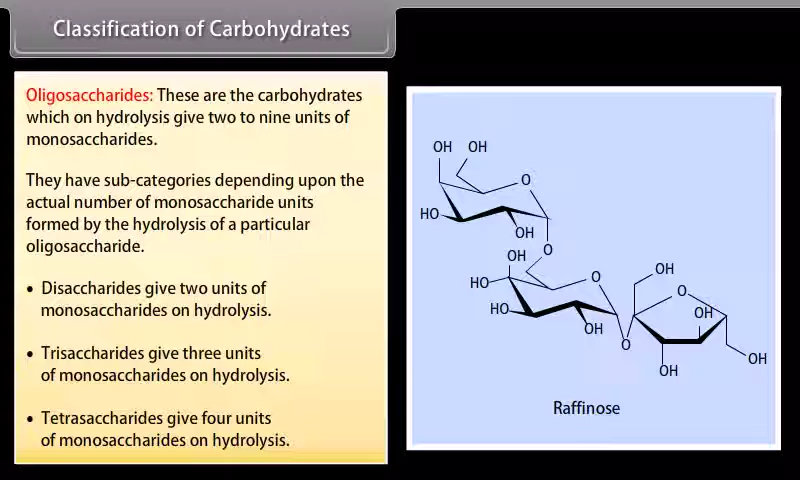 Classification of Carbohydrates
Oligosaccharides: These are the carbohydrates
which on hydrolysis give two to nine units of
monosaccharides.
They have sub-categories depending upon the
actual number of monosaccharide units
formed by the hydrolysis of a particular
oligosaccharide.
• Disaccharides give two units of
monosaccharides on hydrolysis.
• Trisaccharides give three units
of monosaccharides on hydrolysis.
• Tetrasaccharides give four units
of monosaccharides on hydrolysis.
OH OH
O
HO
OH
O
OH
HO
O
OH
O
HO
OH
OH
O
OH
OH
Raffinose